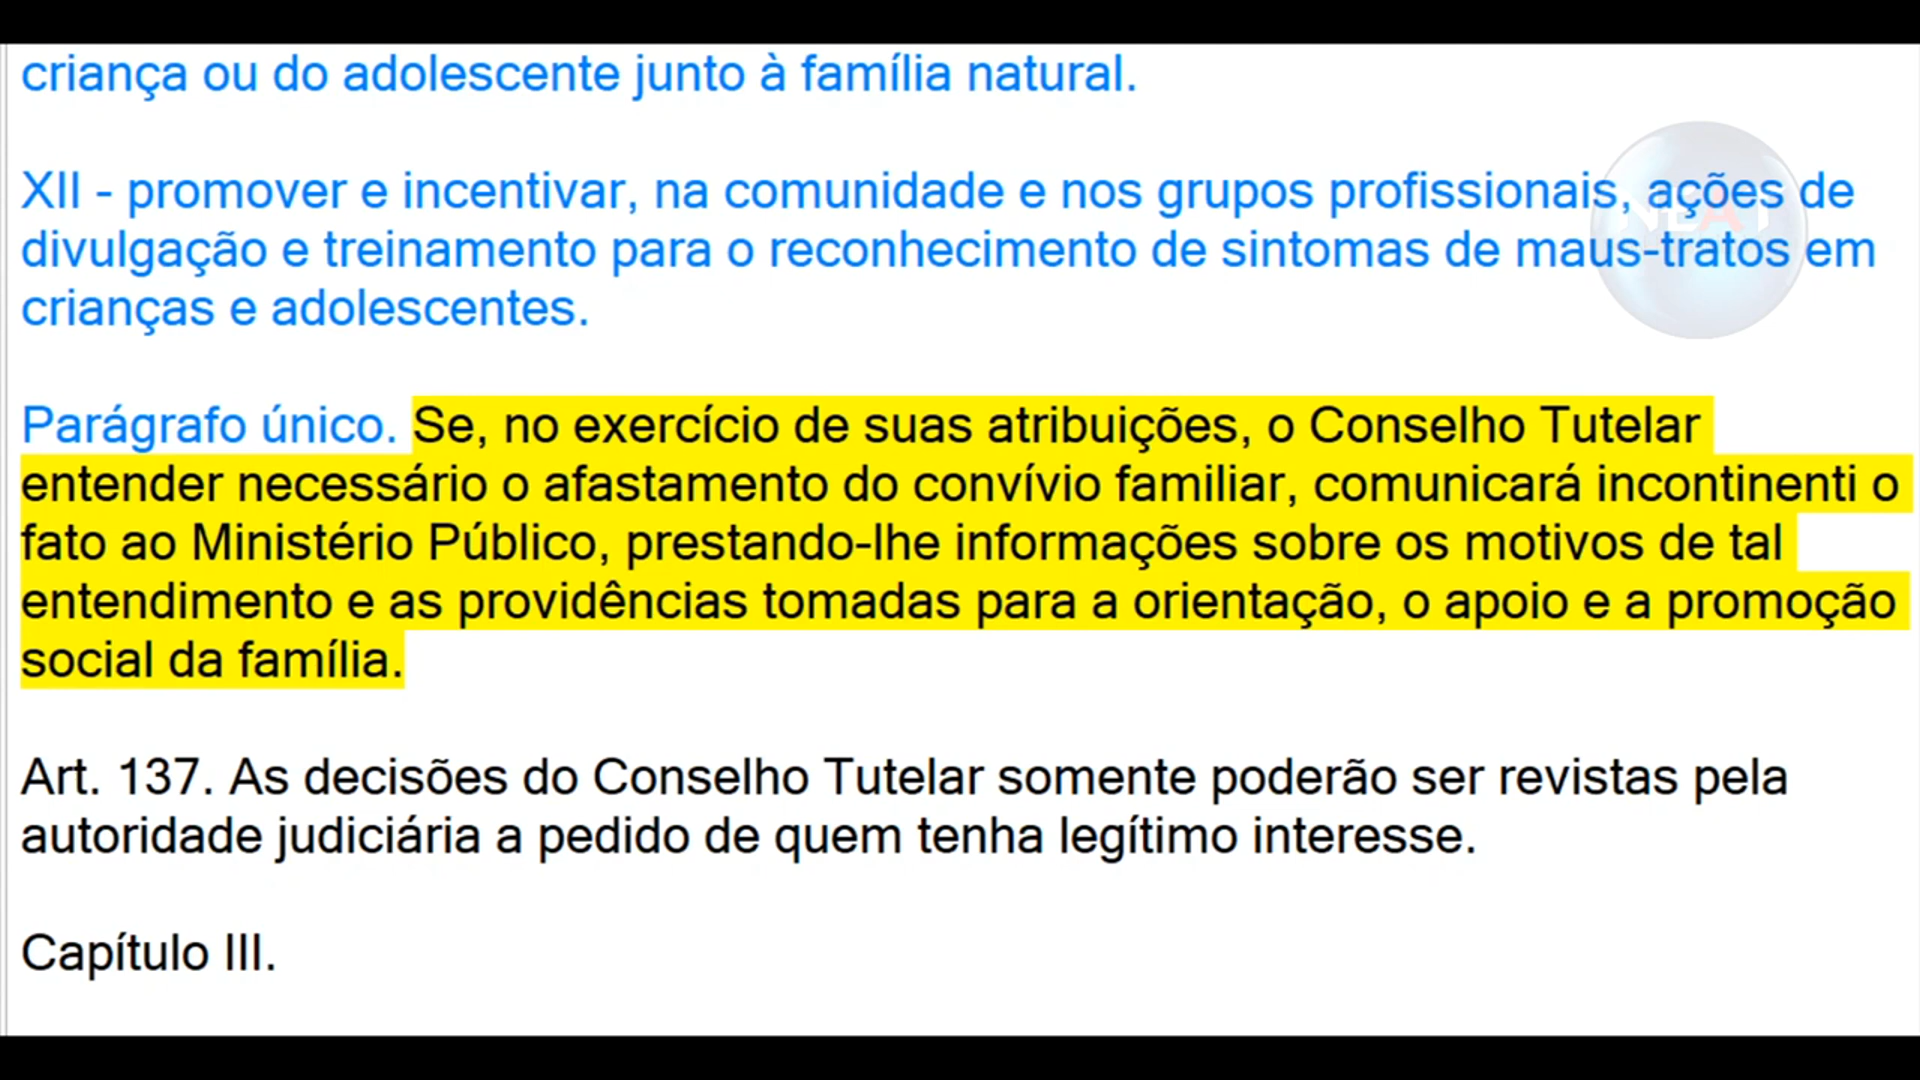 criança ou do adolescente junto à família natural.
XII - promover e incentivar, na comunidade e nos grupos profissionais, ações de
divulgação e treinamento para o reconhecimento de sintomas de maus-tratos em
crianças e adolescentes.
Parágrafo único. Se, no exercício de suas atribuições, o Conselho Tutelar
entender necessário o afastamento do convívio familiar, comunicará incontinenti o
fato ao Ministério Público, prestando-lhe informações sobre os motivos de tal
entendimento e as providências tomadas para a orientação, o apoio e a promoção
social da família.
Art. 137. As decisões do Conselho Tutelar somente poderão ser revistas pela
autoridade judiciária a pedido de quem tenha legítimo interesse.
Capítulo III.